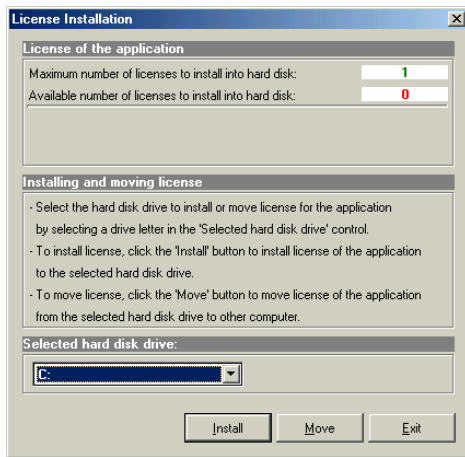 License Installation
License of the application
Maximum number of licenses to install into hard disk: 1
Available number of licenses to install into hard disk: 0
Installing and moving license
- Select the hard disk drive to install or move license for the application
by selecting a drive letter in the 'Selected hard disk drive' control.
- To install license, click the 'Install' button to install license of the application
to the selected hard disk drive.
- To move license, click the 'Move' button to move license of the application
from the selected hard disk drive to other computer.
Selected hard disk drive:
C:
Install Move Exit